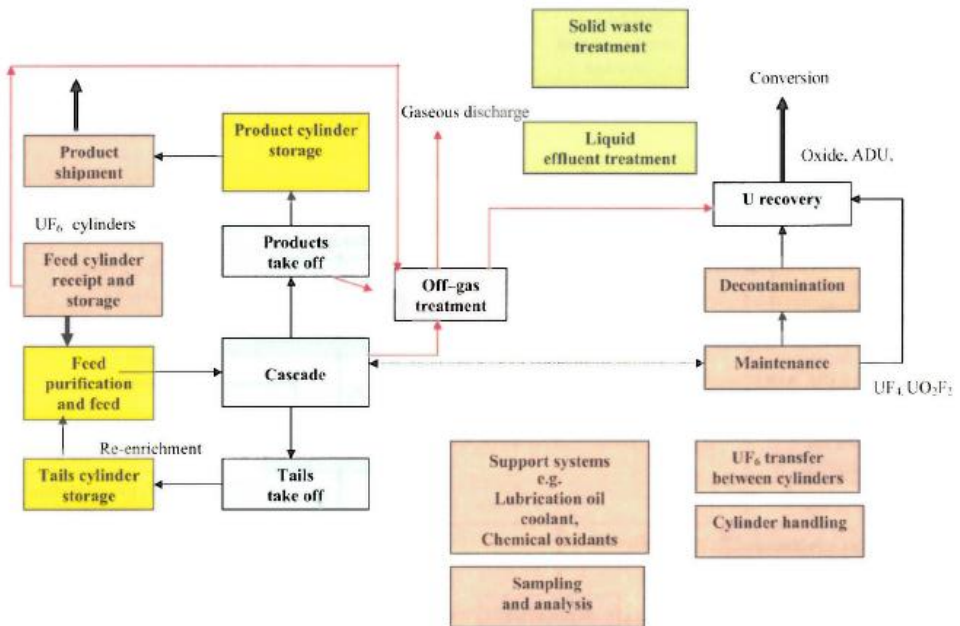 Solid waste
treatment
Conversion
Gaseous discharge
Product cylinder
storage
Liquid
effluent treatment
Product
shipment
Oxide, ADU,
U recovery
UF₆ cylinders
Products
take off
Feed cylinder
receipt and
storage
Off–gas
treatment
Decontamination
Feed
purification
and feed
Cascade
Maintenance
UF₄, UO₂F₂
Re-enrichment
Tails cylinder
storage
Tails
take off
Support systems
e.g.
Lubrication oil
coolant,
Chemical oxidants
UF₆ transfer
between cylinders
Cylinder handling
Sampling
and analysis